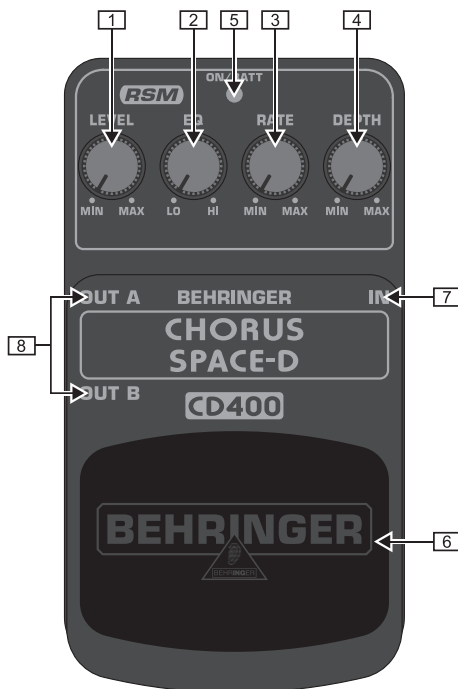 1 2 5 3 4
ON/BATT
RSM
LEVEL EQ RATE DEPTH
MIN MAX LO HI MIN MAX MIN MAX
OUT A BEHRINGER IN 7
CHORUS
8
SPACE-D
OUT B
CD400
BEHRINGER 6
BEHRINGER